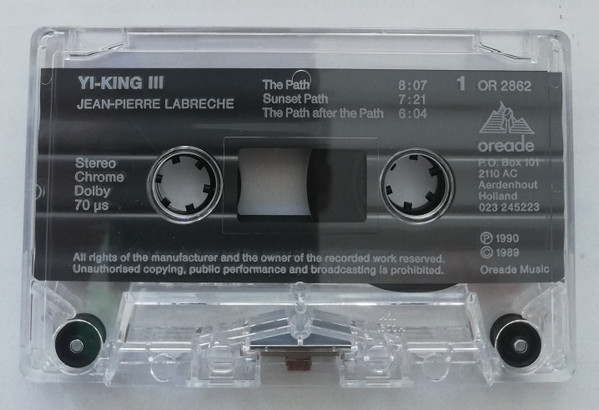 YI-KING III
JEAN-PIERRE LABRECHE
The Path 8:07
Sunset Path 7:21
The Path after the Path 6:04
1 OR 2862
oreade
P.O. Box 101
2110 AC
Aerdenhout
Holland
023 245223
Stereo
Chrome
Dolby
70 µs
Ⓟ 1990
© 1989
Oreade Music
All rights of the manufacturer and the owner of the recorded work reserved.
Unauthorised copying, public performance and broadcasting is prohibited.